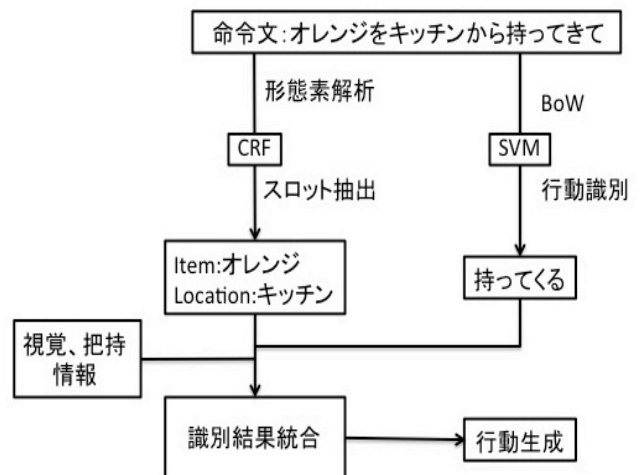 命令文:オレンジをキッチンから持ってきて
形態素解析
BoW
CRF
SVM
スロット抽出
行動識別
Item:オレンジ
Location:キッチン
持ってくる
視覚、把持
情報
識別結果統合
行動生成